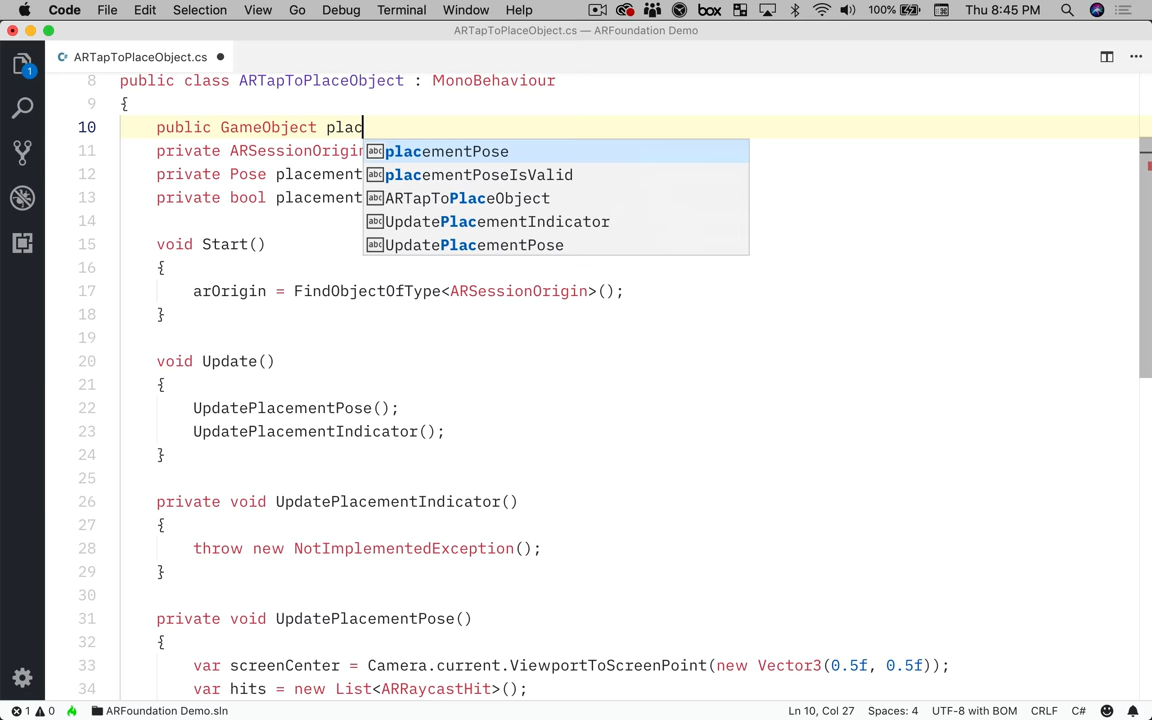 Code File Edit Selection View Go Debug Terminal Window Help box 100% Thu 8:45 PM
ARTapToPlaceObject.cs — ARFoundation Demo
1 ARTapToPlaceObject.cs
8 public class ARTapToPlaceObject : MonoBehaviour
9 {
10 public GameObject plac
11 private ARSessionOrigin
12 private Pose placement
13 private bool placement
placementPose
placementPoseIsValid
ARTapToPlaceObject
UpdatePlacementIndicator
UpdatePlacementPose
14
15 void Start()
16 {
17 arOrigin = FindObjectOfType<ARSessionOrigin>();
18 }
19
20 void Update()
21 {
22 UpdatePlacementPose();
23 UpdatePlacementIndicator();
24 }
25
26 private void UpdatePlacementIndicator()
27 {
28 throw new NotImplementedException();
29 }
30
31 private void UpdatePlacementPose()
32 {
33 var screenCenter = Camera.current.ViewportToScreenPoint(new Vector3(0.5f, 0.5f));
34 var hits = new List<ARRaycastHit>();
1 0 ARFoundation Demo.sln Ln 10, Col 27 Spaces: 4 UTF-8 with BOM CRLF C#